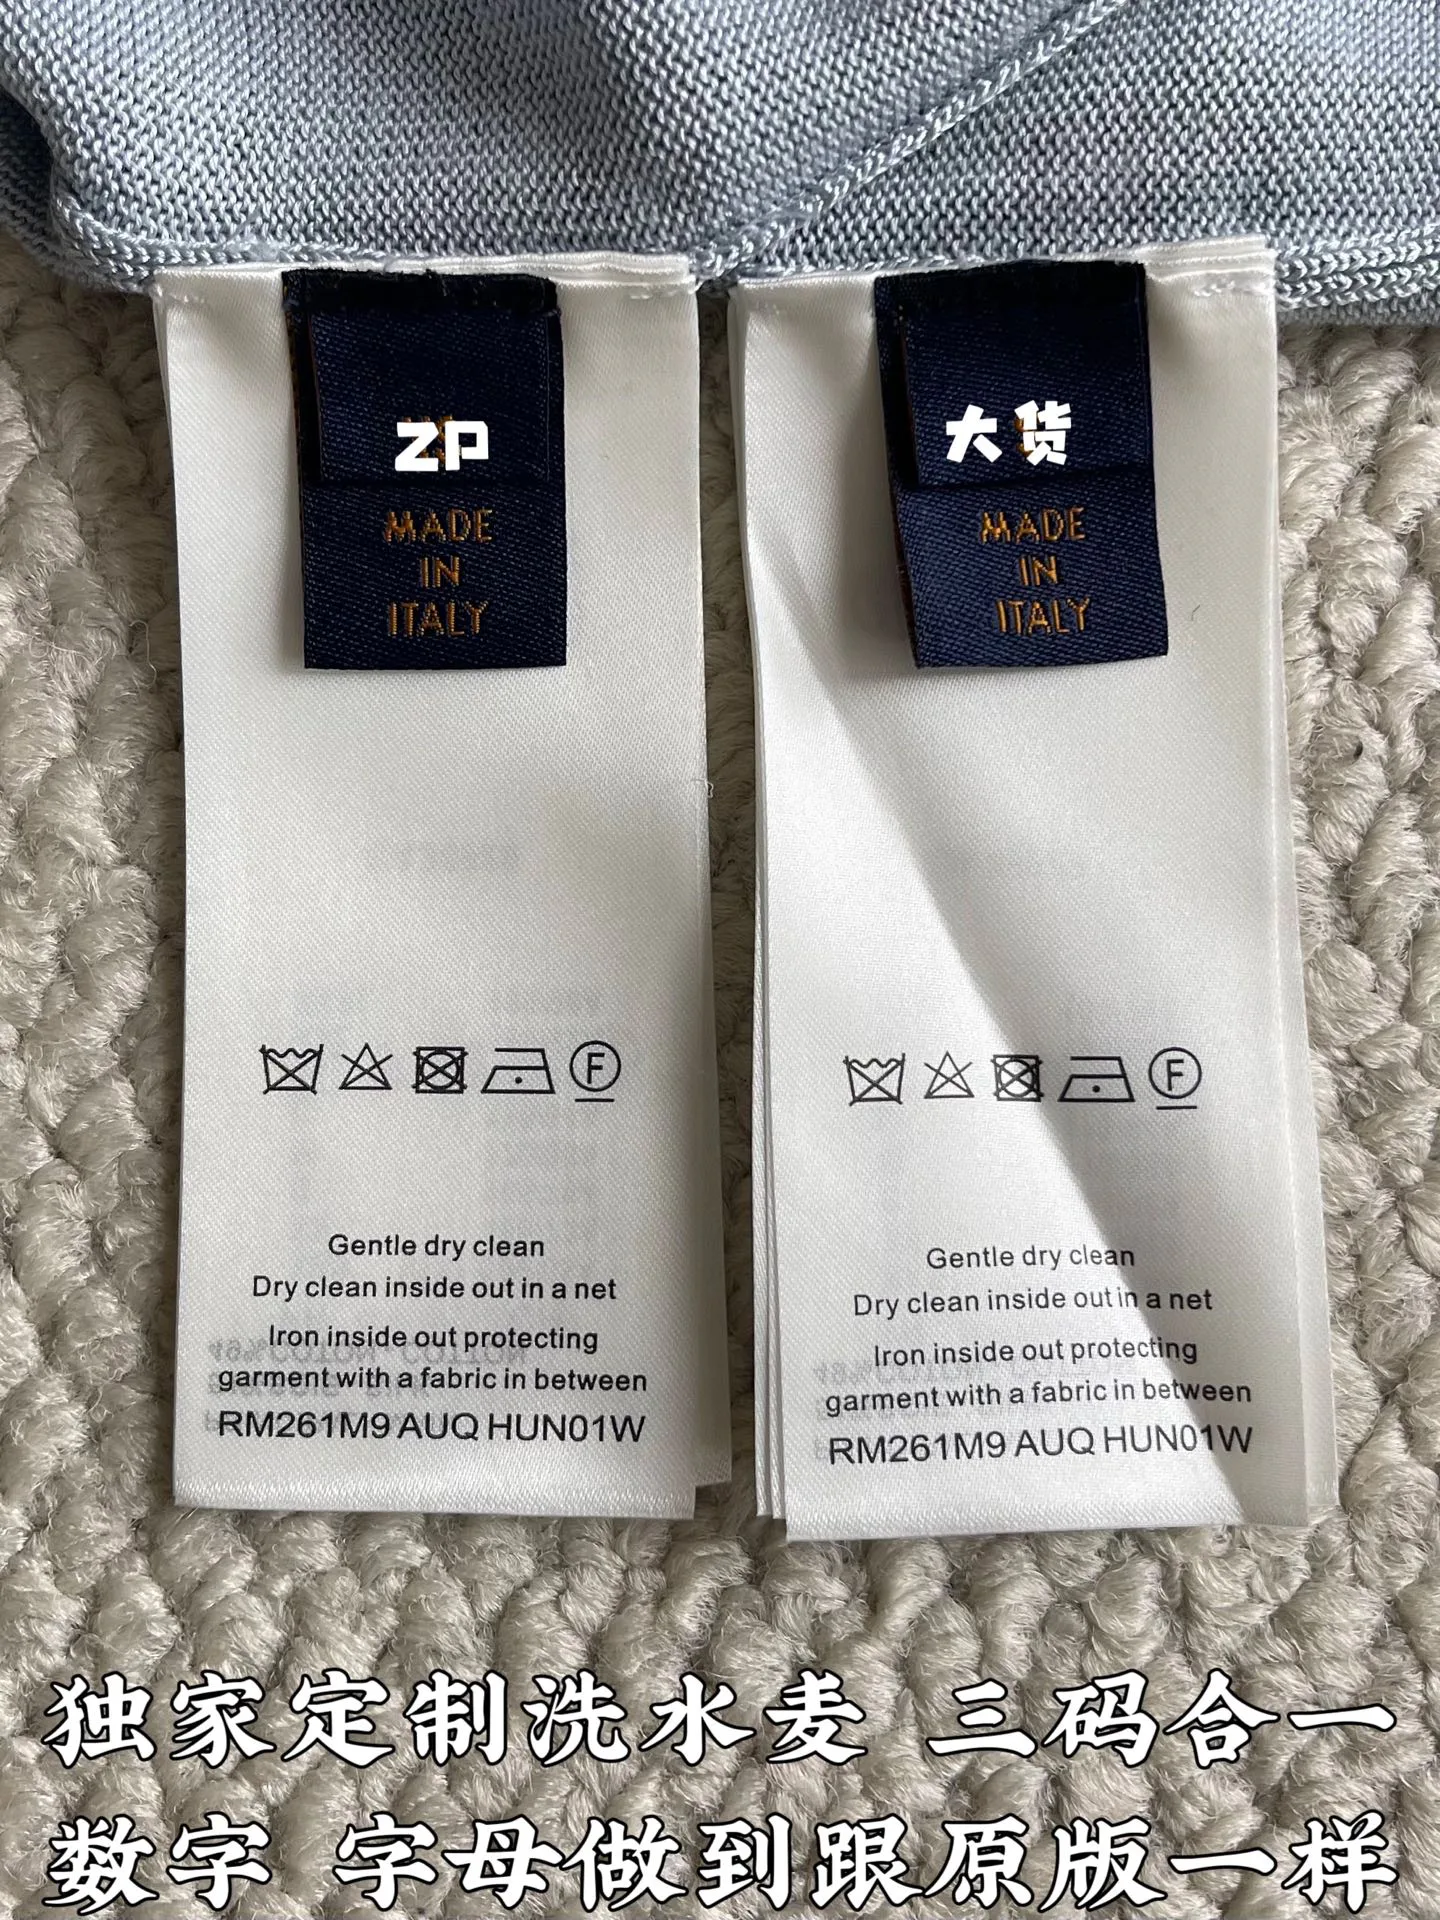 ZP
MADE
IN
ITALY
Gentle dry clean
Dry clean inside out in a net
Iron inside out protecting
garment with a fabric in between
RM261M9 AUQ HUN01W
大货
MADE
IN
ITALY
Gentle dry clean
Dry clean inside out in a net
Iron inside out protecting
garment with a fabric in between
RM261M9 AUQ HUN01W
独家定制洗水麦 三码合一
数字 字母做到跟原版一样